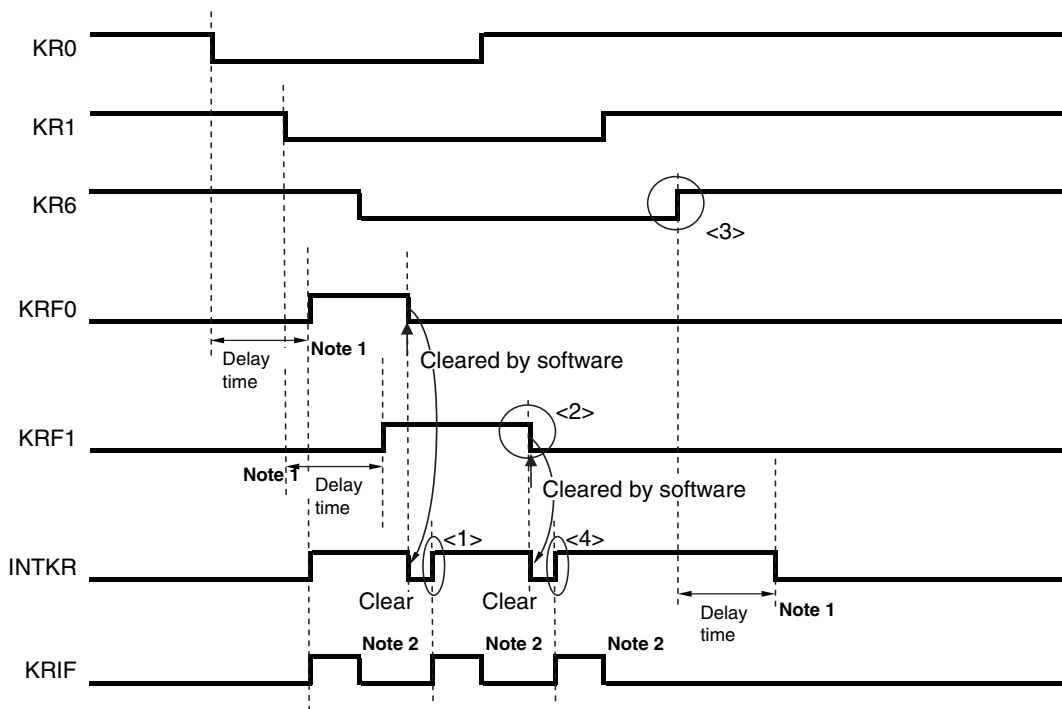 KR0
KR1
KR6
<3>
KRF0
Delay
time
Note 1
Cleared by software
<2>
KRF1
Note 1
Delay
time
Cleared by software
<1>
<4>
INTKR
Clear
Clear
Delay
time
Note 1
Note 2
Note 2
Note 2
KRIF